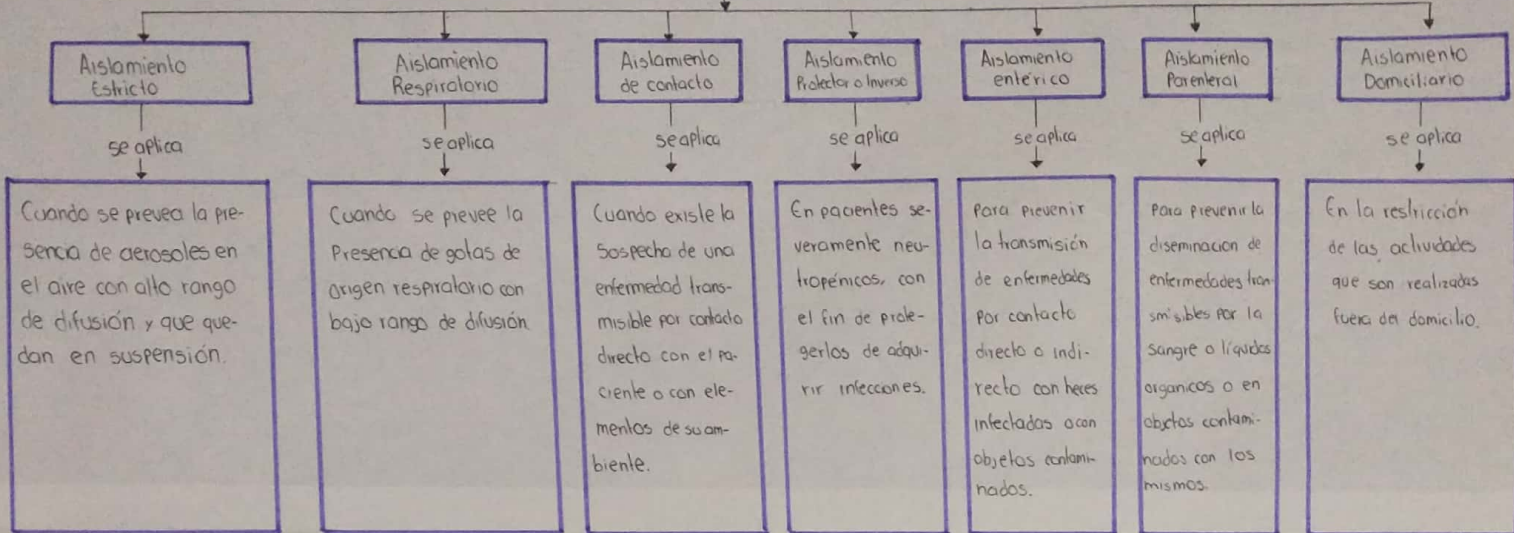 Aislamiento
Estricto
se aplica
Cuando se prevea la pre-
sencia de aerosoles en
el aire con alto rango
de difusión y que que-
dan en suspensión.
Aislamiento
Respiratorio
se aplica
Cuando se prevee la
Presencia de gotas de
origen respiratorio con
bajo rango de difusión
Aislamiento
de contacto
se aplica
Cuando existe la
Sospecha de una
enfermedad trans-
misible por contacto
directo con el pa-
ciente o con ele-
mentos de su am-
biente.
Aislamiento
Protector o Inverso
se aplica
En pacientes se-
veramente neu-
tropénicos, con
el fin de prote-
gerlos de adqui-
rir infecciones.
Aislamiento
entérico
se aplica
Para prevenir
la transmisión
de enfermedades
por contacto
directo o indi-
recto con heces
infectadas o con
objetos contami-
nados.
Aislamiento
Parenteral
se aplica
Para prevenir la
diseminacion de
enfermedades tran-
smisibles por la
sangre o líquidos
organicos o en
objetos contami-
nados con los
mismos.
Aislamiento
Domiciliario
se aplica
En la restricción
de las actividades
que son realizadas
fuera del domicilio.